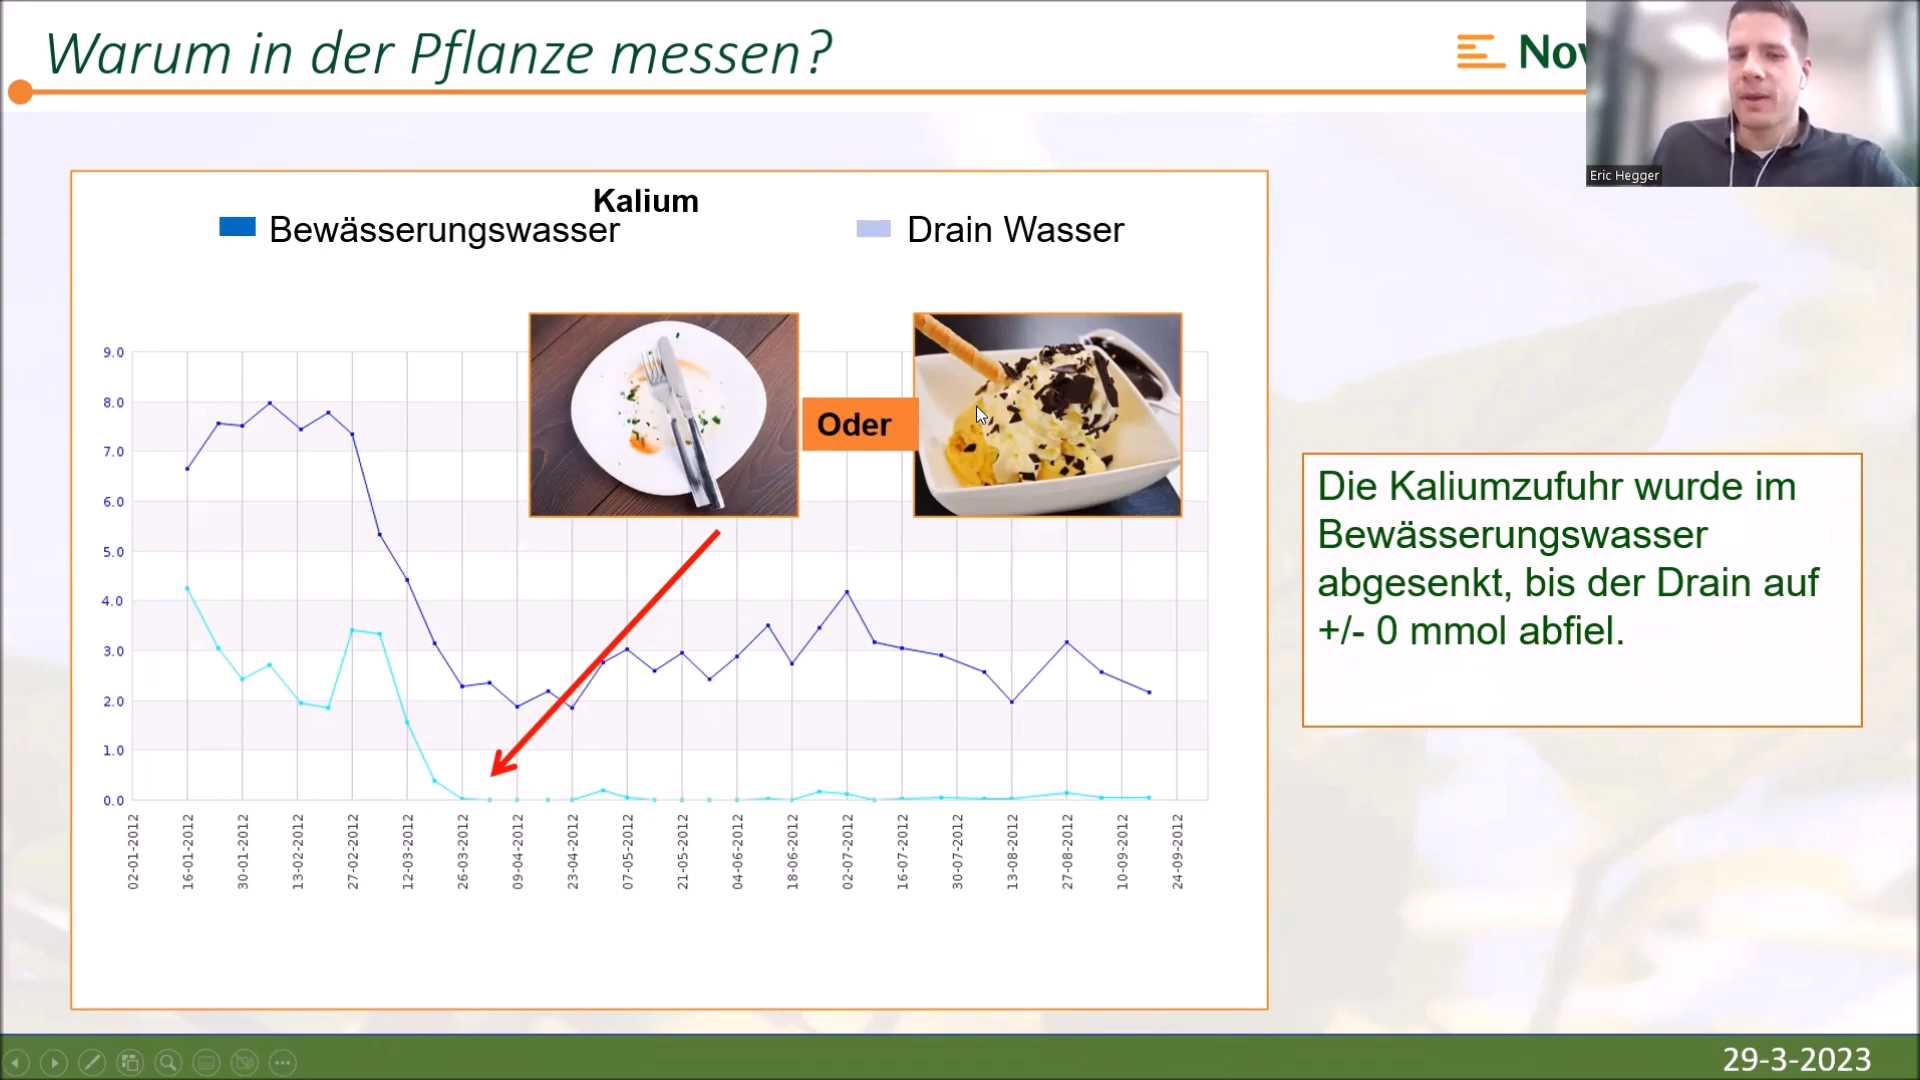 Warum in der Pflanze messen?
Nov
Eric Hegger
Kalium
Bewässerungswasser
Drain Wasser
Oder
9.0
8.0
7.0
6.0
5.0
4.0
3.0
2.0
1.0
0.0
02-01-2012
16-01-2012
30-01-2012
13-02-2012
27-02-2012
12-03-2012
26-03-2012
09-04-2012
23-04-2012
07-05-2012
21-05-2012
04-06-2012
18-06-2012
02-07-2012
16-07-2012
30-07-2012
13-08-2012
27-08-2012
10-09-2012
24-09-2012
Die Kaliumzufuhr wurde im
Bewässerungswasser
abgesenkt, bis der Drain auf
+/- 0 mmol abfiel.
29-3-2023